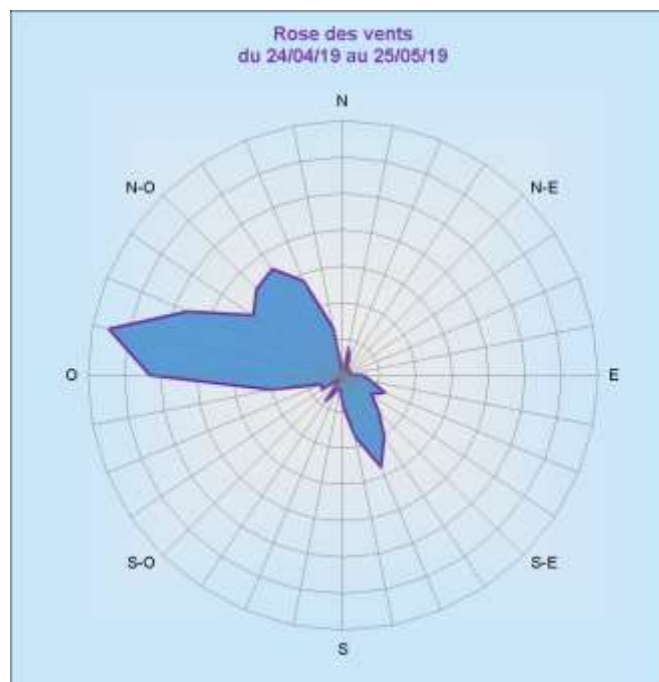 Rose des vents
du 24/04/19 au 25/05/19
N
N-O
N-E
O
E
S-O
S-E
S